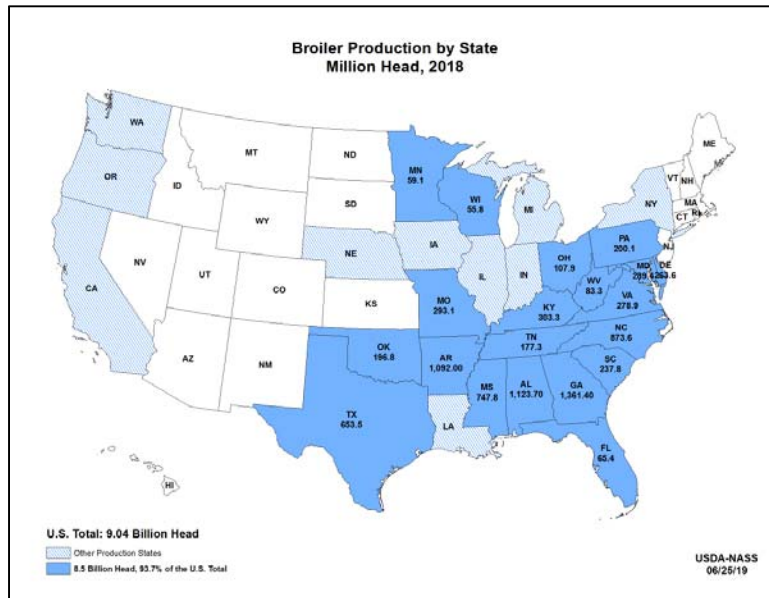 Broiler Production by State
Million Head, 2018
WA
OR
CA
NV
ID
MT
WY
UT
AZ
CO
NM
ND
SD
NE
KS
OK
196.8
TX
653.5
MN
59.1
IA
MO
293.1
AR
1,092.00
LA
WI
55.8
IL
MI
IN
OH
107.9
KY
303.3
TN
177.3
MS
747.8
AL
1,123.70
GA
1,361.40
FL
65.4
SC
237.8
NC
873.6
VA
278.9
WV
83.3
PA
200.1
NY
MD
DE
NJ
CT
MA
VT
NH
ME
HI
U.S. Total: 9.04 Billion Head
Other Production States
8.5 Billion Head, 93.7% of the U.S. Total
USDA-NASS
06/25/19